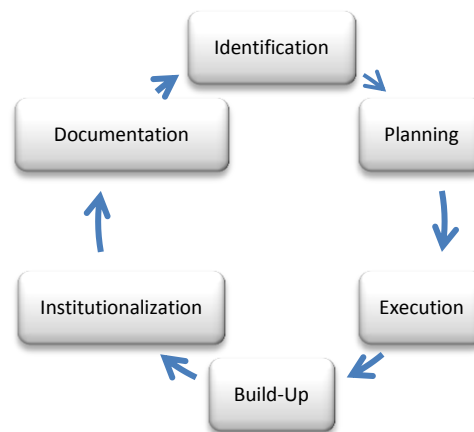 Identification
Planning
Execution
Build-Up
Institutionalization
Documentation